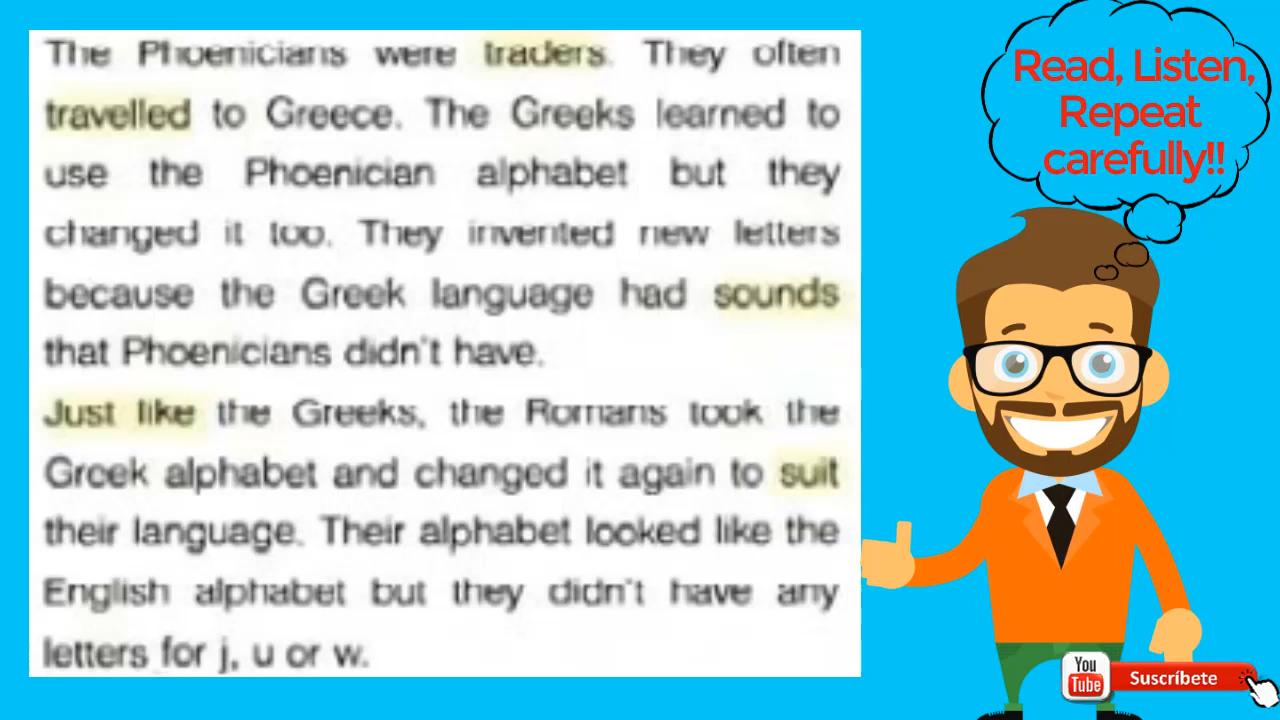 The Phoenicians were traders. They often
travelled to Greece. The Greeks learned to
use the Phoenician alphabet but they
changed it too. They invented new letters
because the Greek language had sounds
that Phoenicians didn't have.
Just like the Greeks, the Romans took the
Greek alphabet and changed it again to suit
their language. Their alphabet looked like the
English alphabet but they didn't have any
letters for j, u or w.
Read, Listen,
Repeat
carefully!!
You
Tube
Suscríbete